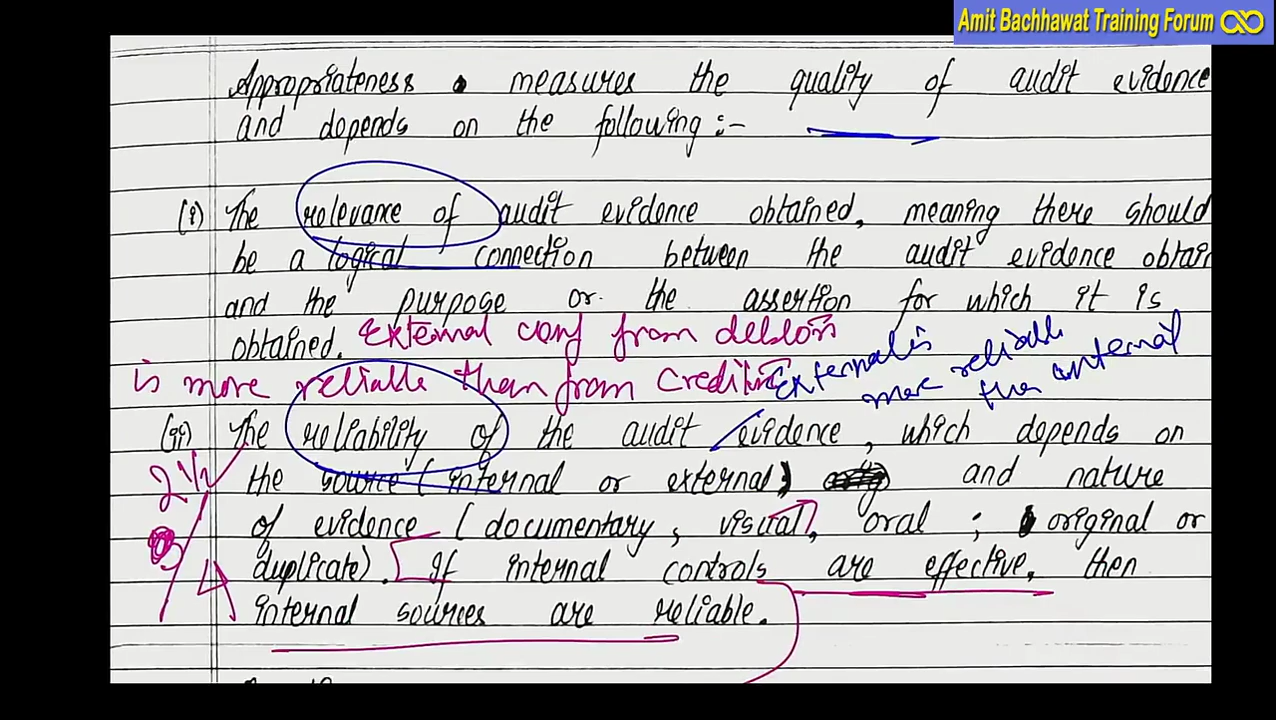 Amit Bachhawat Training Forum
Appropriateness measures the quality of audit evidence
and depends on the following :-
(i) The relevance of audit evidence obtained, meaning there should
be a logical connection between the audit evidence obtain
and the purpose or the assertion for which it is
obtained. External conf from debtors
is more reliable than from Creditors
External is
more reliable
than internal
(ii) The reliability of the audit evidence, which depends on
2 1/2
the source (internal or external) and nature
of evidence (documentary, visual, oral ; original or
duplicate). If internal controls are effective, then
4
internal sources are reliable.